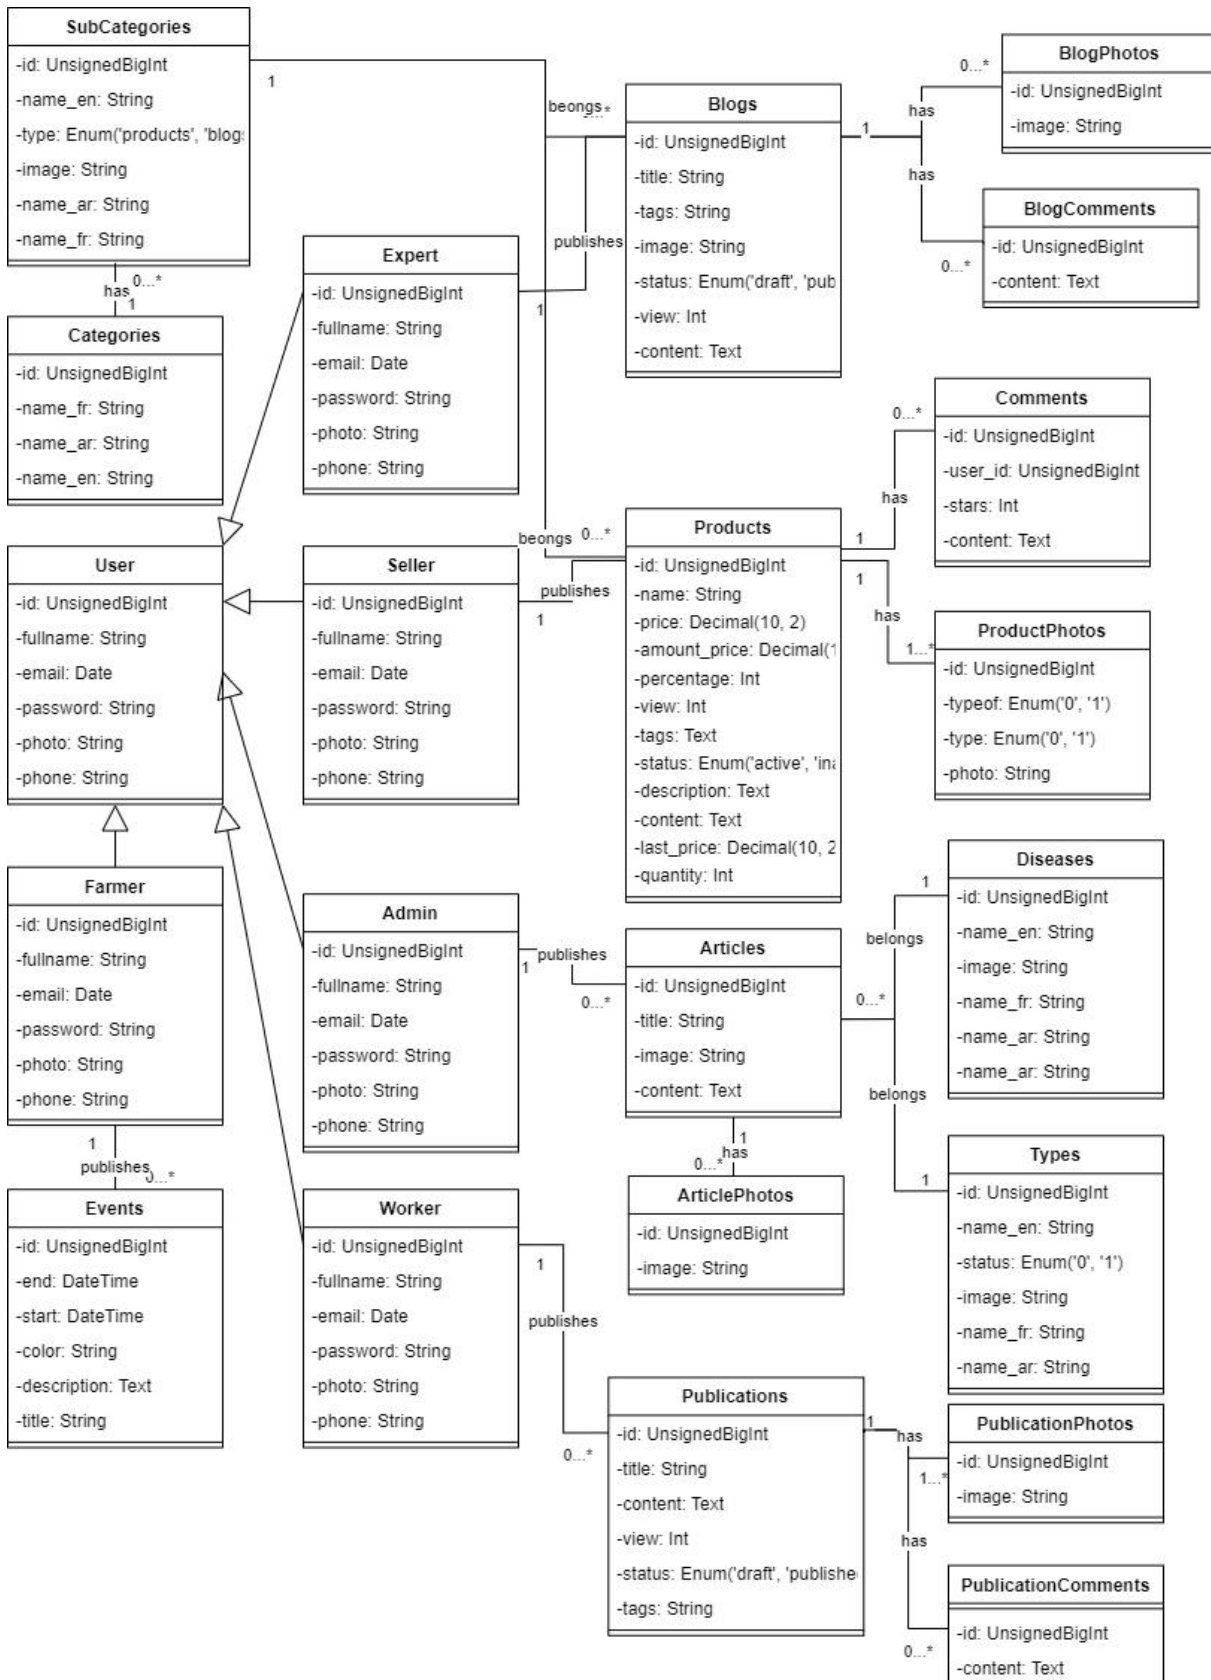 SubCategories
-id: UnsignedBigInt
-name_en: String
-type: Enum('products', 'blog
-image: String
-name_ar: String
-name_fr: String
1
has
0...*
1
Categories
-id: UnsignedBigInt
-name_fr: String
-name_ar: String
-name_en: String
User
-id: UnsignedBigInt
-fullname: String
-email: Date
-password: String
-photo: String
-phone: String
Farmer
-id: UnsignedBigInt
-fullname: String
-email: Date
-password: String
-photo: String
-phone: String
1
publishes
0...*
Events
-id: UnsignedBigInt
-end: DateTime
-start: DateTime
-color: String
-description: Text
-title: String
Expert
-id: UnsignedBigInt
-fullname: String
-email: Date
-password: String
-photo: String
-phone: String
1
publishes
beongs
...*
Seller
-id: UnsignedBigInt
-fullname: String
-email: Date
-password: String
-photo: String
-phone: String
beongs
0...*
publishes
1
Admin
-id: UnsignedBigInt
-fullname: String
-email: Date
-password: String
-photo: String
-phone: String
1
publishes
0...*
Worker
-id: UnsignedBigInt
-fullname: String
-email: Date
-password: String
-photo: String
-phone: String
1
publishes
0...*
Blogs
-id: UnsignedBigInt
-title: String
-tags: String
-image: String
-status: Enum('draft', 'pub
-view: Int
-content: Text
1
has
0...*
has
0...*
BlogPhotos
-id: UnsignedBigInt
-image: String
BlogComments
-id: UnsignedBigInt
-content: Text
Products
-id: UnsignedBigInt
-name: String
-price: Decimal(10, 2)
-amount_price: Decimal(1
-percentage: Int
-view: Int
-tags: Text
-status: Enum('active', 'ina
-description: Text
-content: Text
-last_price: Decimal(10, 2
-quantity: Int
0...*
has
1
1
has
1...*
Comments
-id: UnsignedBigInt
-user_id: UnsignedBigInt
-stars: Int
-content: Text
ProductPhotos
-id: UnsignedBigInt
-typeof: Enum('0', '1')
-type: Enum('0', '1')
-photo: String
Articles
-id: UnsignedBigInt
-title: String
-image: String
-content: Text
1
has
0...*
ArticlePhotos
-id: UnsignedBigInt
-image: String
1
belongs
0...*
belongs
1
Diseases
-id: UnsignedBigInt
-name_en: String
-image: String
-name_fr: String
-name_ar: String
-name_ar: String
Types
-id: UnsignedBigInt
-name_en: String
-status: Enum('0', '1')
-image: String
-name_fr: String
-name_ar: String
Publications
-id: UnsignedBigInt
-title: String
-content: Text
-view: Int
-status: Enum('draft', 'publishe
-tags: String
1
has
1...*
has
0...*
PublicationPhotos
-id: UnsignedBigInt
-image: String
PublicationComments
-id: UnsignedBigInt
-content: Text